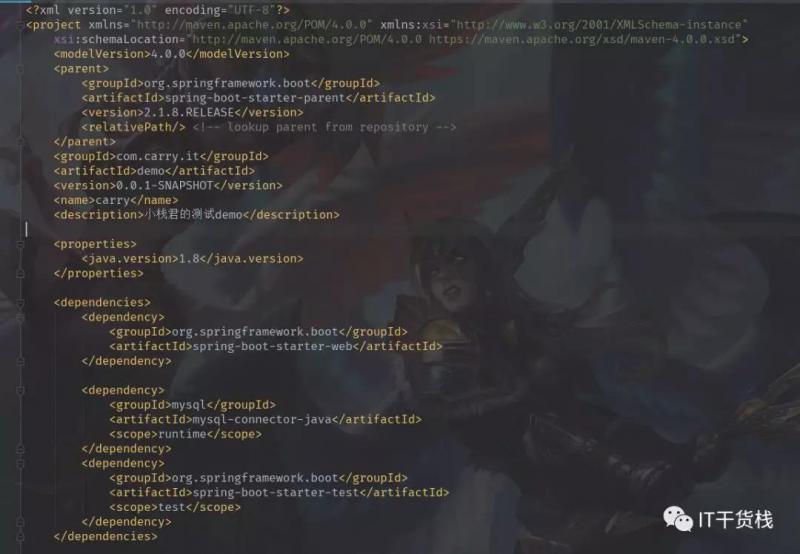 <?xml version="1.0" encoding="UTF-8"?>
<project xmlns="http://maven.apache.org/POM/4.0.0" xmlns:xsi="http://www.w3.org/2001/XMLSchema-instance"
xsi:schemaLocation="http://maven.apache.org/POM/4.0.0 https://maven.apache.org/xsd/maven-4.0.0.xsd">
<modelVersion>4.0.0</modelVersion>
<parent>
<groupId>org.springframework.boot</groupId>
<artifactId>spring-boot-starter-parent</artifactId>
<version>2.1.8.RELEASE</version>
<relativePath/> <!-- lookup parent from repository -->
</parent>
<groupId>com.carry.it</groupId>
<artifactId>demo</artifactId>
<version>0.0.1-SNAPSHOT</version>
<name>carry</name>
<description>小栈君的测试demo</description>
<properties>
<java.version>1.8</java.version>
</properties>
<dependencies>
<dependency>
<groupId>org.springframework.boot</groupId>
<artifactId>spring-boot-starter-web</artifactId>
</dependency>
<dependency>
<groupId>mysql</groupId>
<artifactId>mysql-connector-java</artifactId>
<scope>runtime</scope>
</dependency>
<dependency>
<groupId>org.springframework.boot</groupId>
<artifactId>spring-boot-starter-test</artifactId>
<scope>test</scope>
</dependency>
</dependencies>
IT干货栈